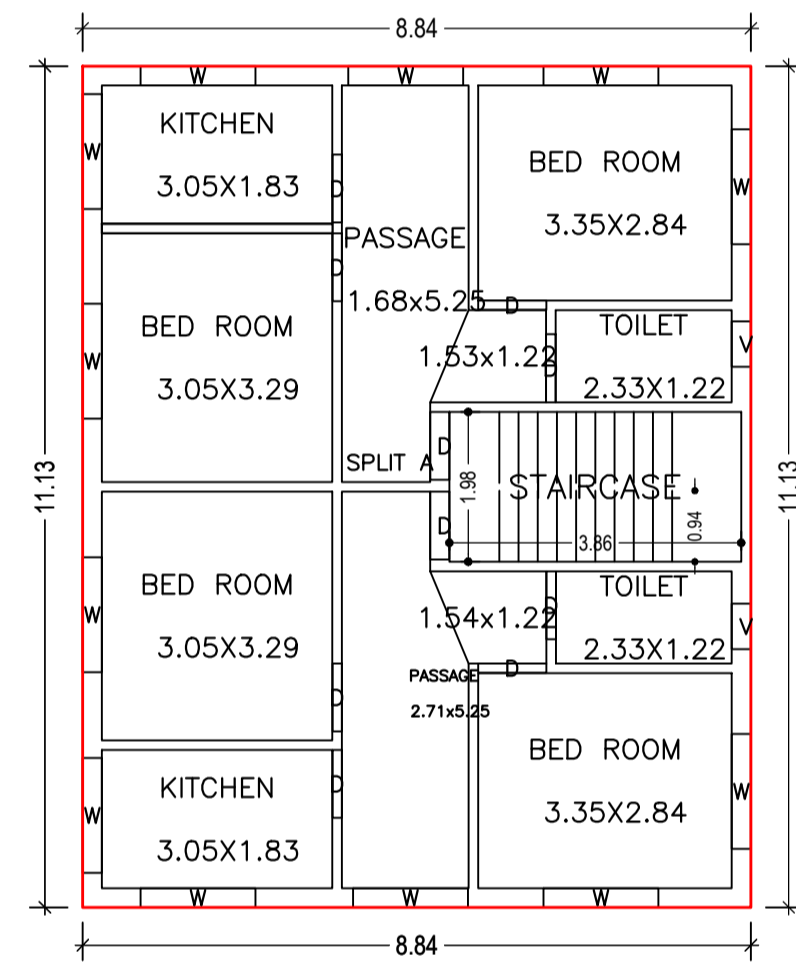 8.84
W W W
KITCHEN
3.05X1.83
W
D
BED ROOM
3.35X2.84
W
PASSAGE
1.68x5.25
D
D
BED ROOM
3.05X3.29
W
1.53x1.22
D
TOILET
2.33X1.22
V
SPLIT A
D
STAIRCASE
1.98
3.86
0.94
11.13
11.13
D
BED ROOM
3.05X3.29
W
1.54x1.22
D
TOILET
2.33X1.22
V
PASSAGE
2.71x5.25
D
D
BED ROOM
3.35X2.84
W
KITCHEN
3.05X1.83
W
D
W W W
8.84